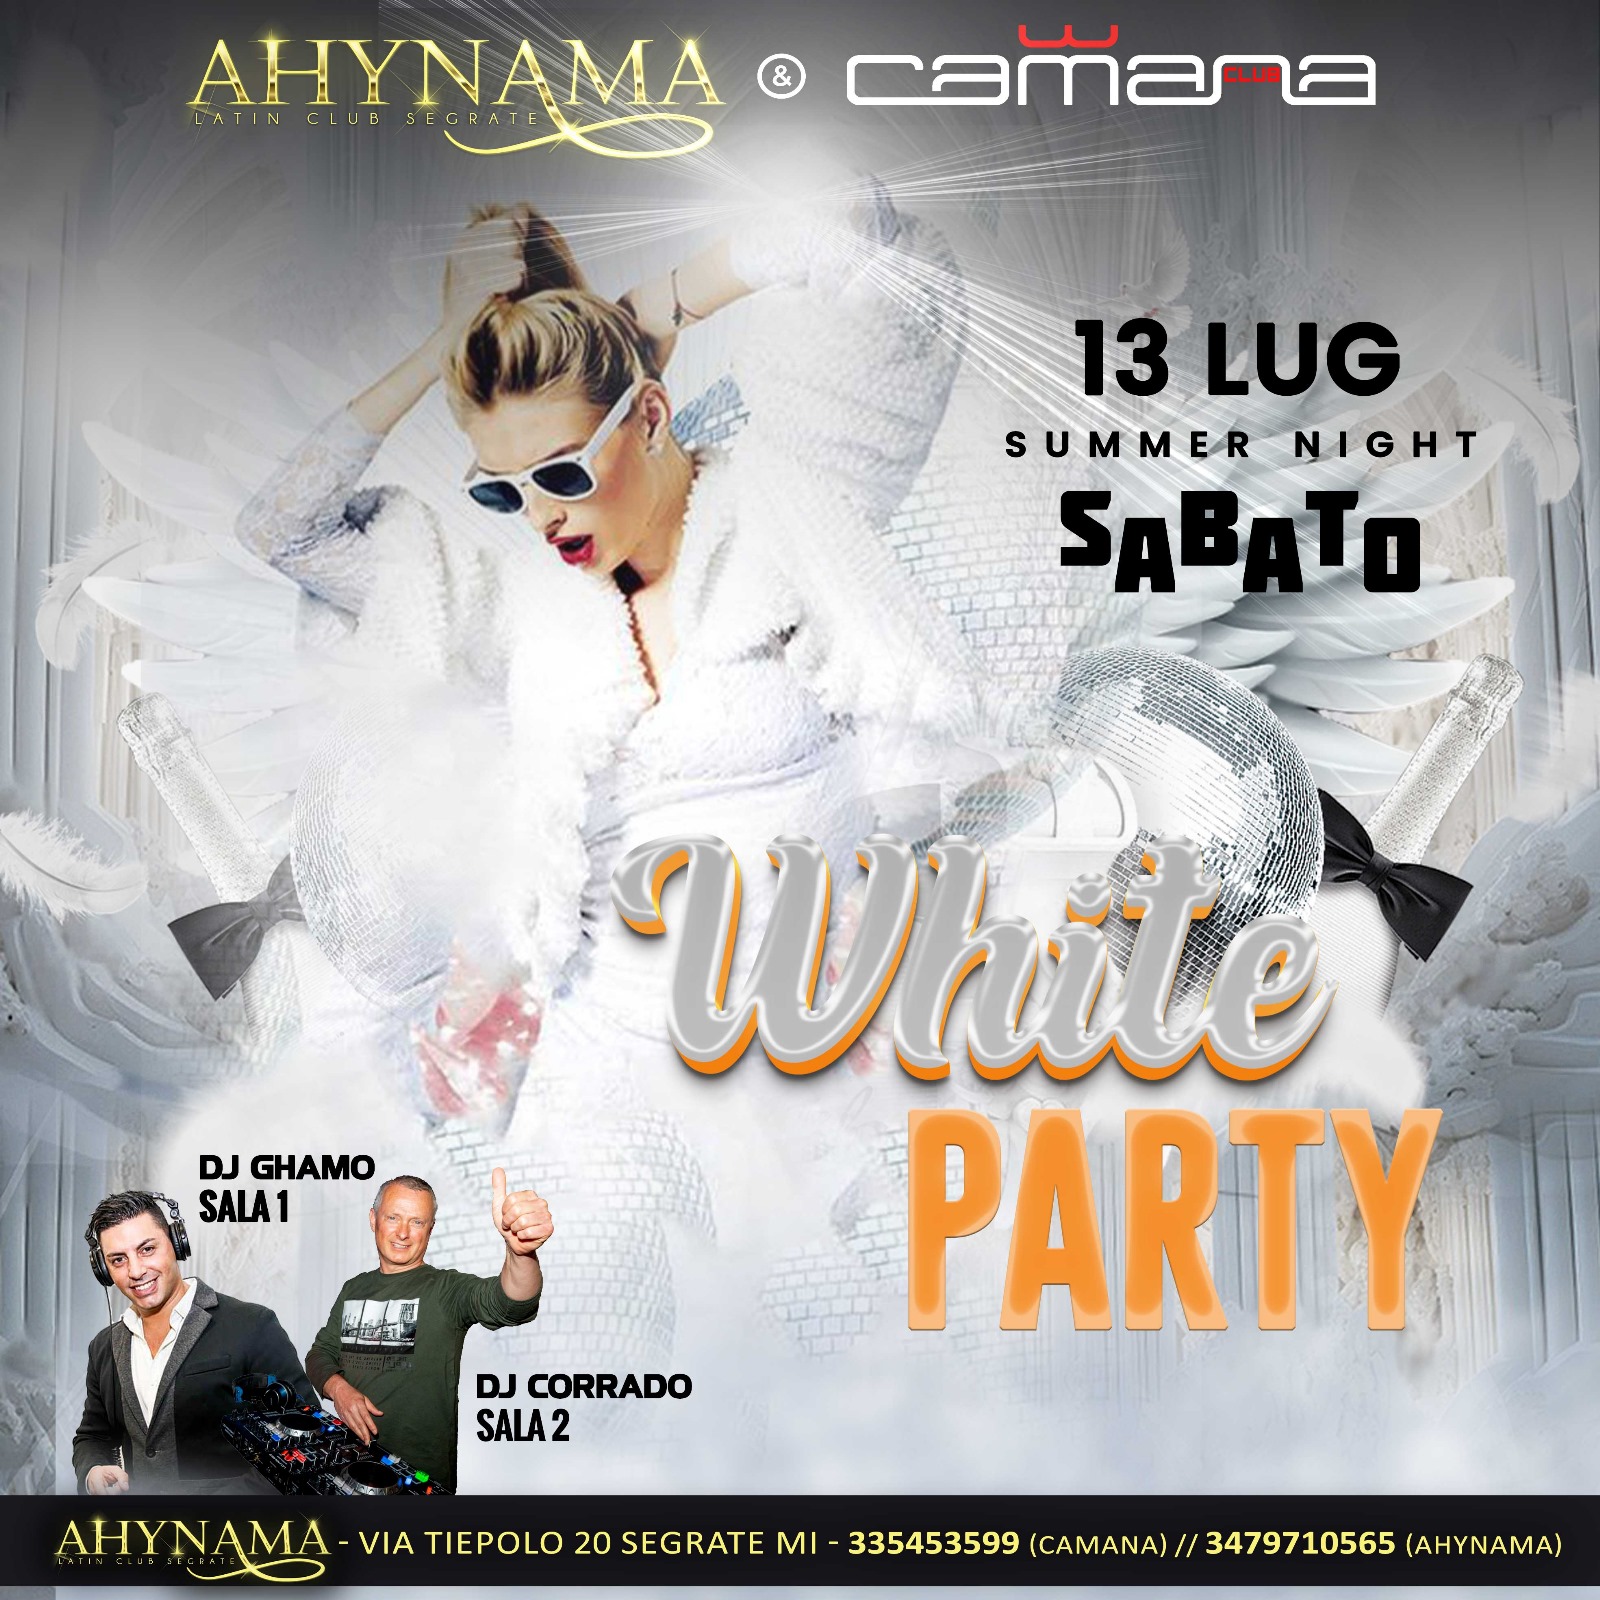 AHYNAMA & camana
CLUB
LATIN CLUB SEGRATE
13 LUG
SUMMER NIGHT
SABATO
White
PARTY
DJ GHAMO
SALA 1
DJ CORRADO
SALA 2
AHYNAMA - VIA TIEPOLO 20 SEGRATE MI - 335453599 (CAMANA) // 3479710565 (AHYNAMA)
LATIN CLUB SEGRATE